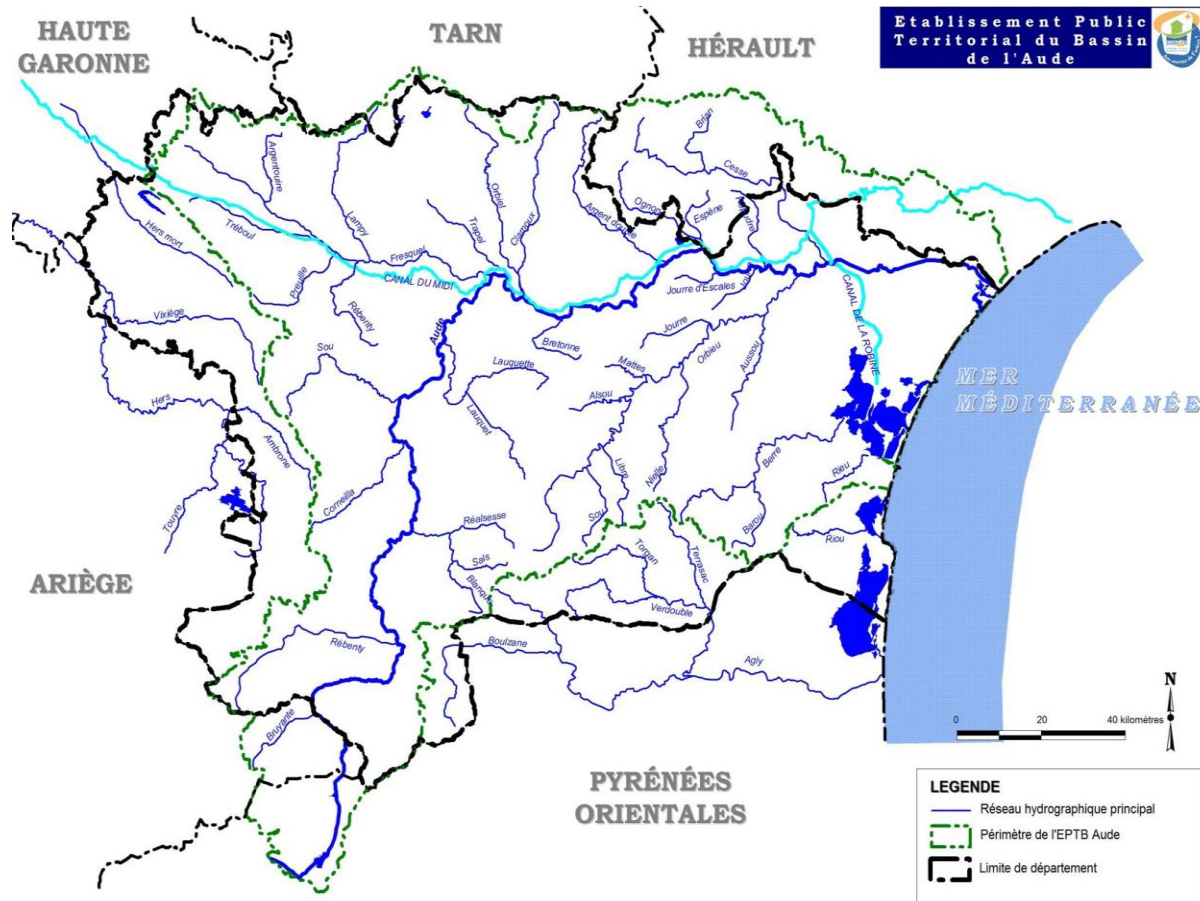 HAUTE
GARONNE
TARN
HÉRAULT
Etablissement Public
Territorial du Bassin
de l'Aude
Brian
Cesse
Argentouire
Lampy
Orbiel
Clamoux
Trapel
Argent double
Ognon
Espène
Hers mort
Tréboul
Preuille
Fresquel
CANAL DU MIDI
Rébenty
Jourre d'Escales
CANAL DE LA ROBINE
Vixiège
Sou
Aude
Bretonne
Jourre
Lauquette
Mattes
Orbieu
Aussou
Alsou
Lauquet
Hers
Ambrone
MER
MÉDITERRANÉE
Touyre
Corneilla
Libre
Nielle
Berre
Rieu
Sou
Barou
Réalsesse
Riou
Sals
Blanque
Torgan
Terrasac
Verdouble
ARIÈGE
Rébenty
Boulzane
Agly
Bruyante
N
0 20 40 kilomètres
PYRÉNÉES
ORIENTALES
LEGENDE
Réseau hydrographique principal
Périmètre de l'EPTB Aude
Limite de département